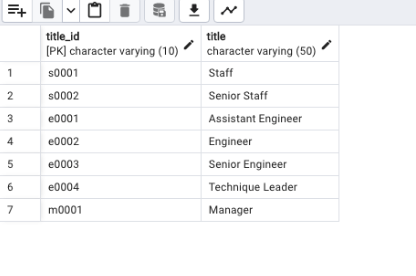 title_id title
[PK] character varying (10) character varying (50)
1 s0001 Staff
2 s0002 Senior Staff
3 e0001 Assistant Engineer
4 e0002 Engineer
5 e0003 Senior Engineer
6 e0004 Technique Leader
7 m0001 Manager